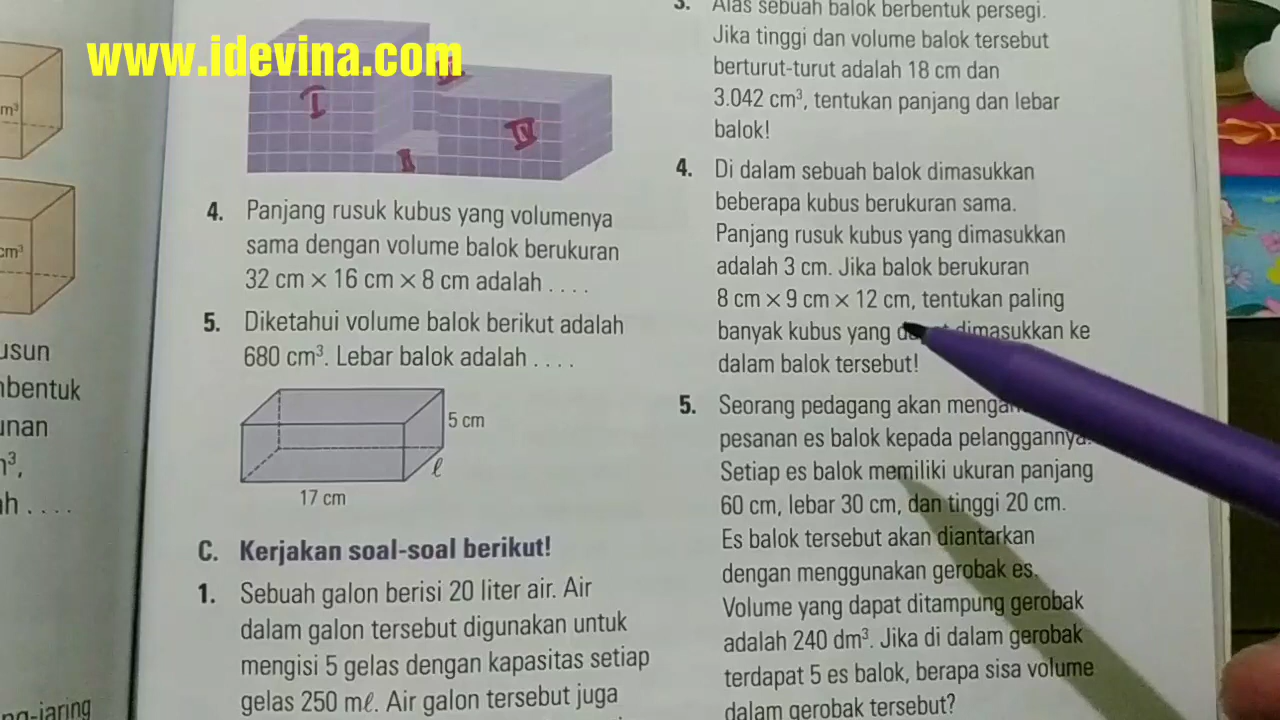 www.idevina.com
m³
cm³
usun
nbentuk
unan
n³,
ah . . . .
ng-jaring
I
II
IV
4. Panjang rusuk kubus yang volumenya
sama dengan volume balok berukuran
32 cm × 16 cm × 8 cm adalah . . . .
5. Diketahui volume balok berikut adalah
680 cm³. Lebar balok adalah . . . .
5 cm
ℓ
17 cm
C. Kerjakan soal-soal berikut!
1. Sebuah galon berisi 20 liter air. Air
dalam galon tersebut digunakan untuk
mengisi 5 gelas dengan kapasitas setiap
gelas 250 mℓ. Air galon tersebut juga
3. Alas sebuah balok berbentuk persegi.
Jika tinggi dan volume balok tersebut
berturut-turut adalah 18 cm dan
3.042 cm³, tentukan panjang dan lebar
balok!
4. Di dalam sebuah balok dimasukkan
beberapa kubus berukuran sama.
Panjang rusuk kubus yang dimasukkan
adalah 3 cm. Jika balok berukuran
8 cm × 9 cm × 12 cm, tentukan paling
banyak kubus yang dimasukkan ke
dalam balok tersebut!
5. Seorang pedagang akan
pesanan es balok kepada pelanggannya.
Setiap es balok memiliki ukuran panjang
60 cm, lebar 30 cm, dan tinggi 20 cm.
Es balok tersebut akan diantarkan
dengan menggunakan gerobak es.
Volume yang dapat ditampung gerobak
adalah 240 dm³. Jika di dalam gerobak
terdapat 5 es balok, berapa sisa volume
dalam gerobak tersebut?